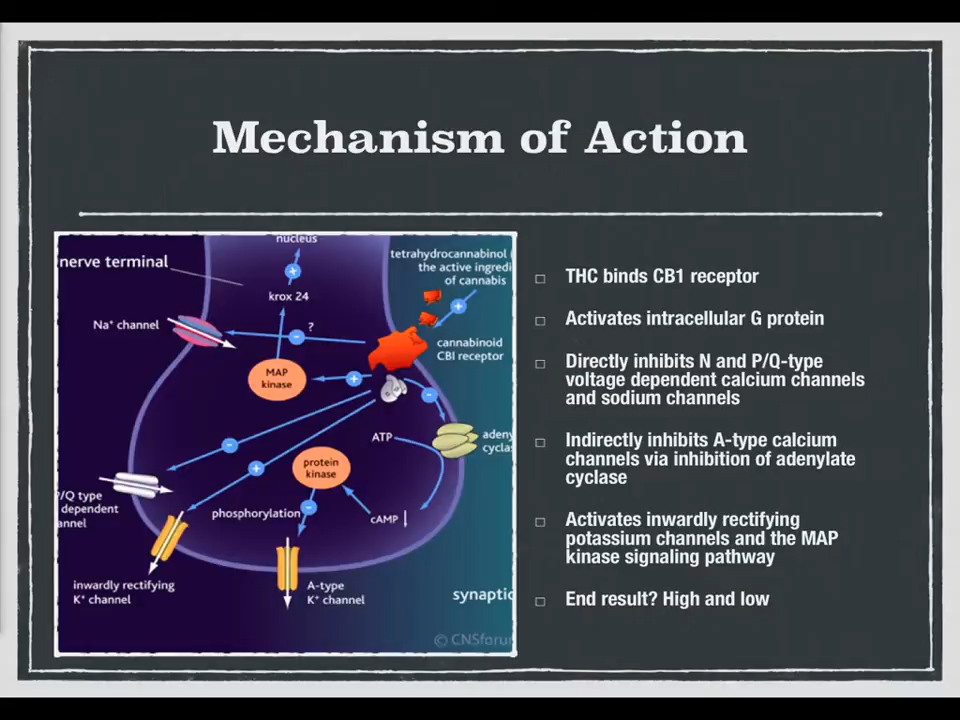 Mechanism of Action
nucleus
nerve terminal
tetrahydrocannabinol
the active ingredi
of cannabis
krox 24
Na⁺ channel
?
cannabinoid
CBI receptor
MAP
kinase
ATP
adeny
cyclas
protein
kinase
P/Q type
dependent
annel
phosphorylation
cAMP
inwardly rectifying
K⁺ channel
A-type
K⁺ channel
synaptic
© CNSforu
THC binds CB1 receptor
Activates intracellular G protein
Directly inhibits N and P/Q-type
voltage dependent calcium channels
and sodium channels
Indirectly inhibits A-type calcium
channels via inhibition of adenylate
cyclase
Activates inwardly rectifying
potassium channels and the MAP
kinase signaling pathway
End result? High and low